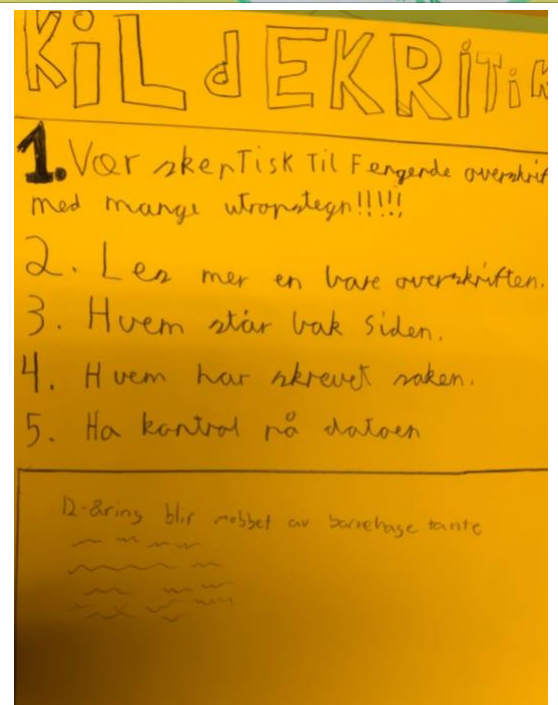 KiLdEKRiTiK
1. Vær skeptisk til Fengende overskrif
med mange utropstegn!!!!!
2. Les mer en bare overskriften.
3. Hvem står bak siden.
4. Hvem har skrevet saken.
5. Ha kontrol på datoen
12-åring blir mobbet av barnehage tante